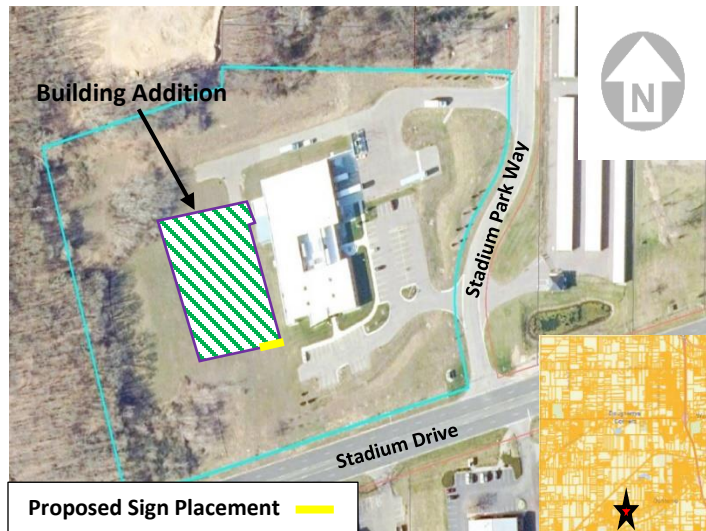 Building Addition
N
Stadium Park Way
Stadium Drive
Proposed Sign Placement